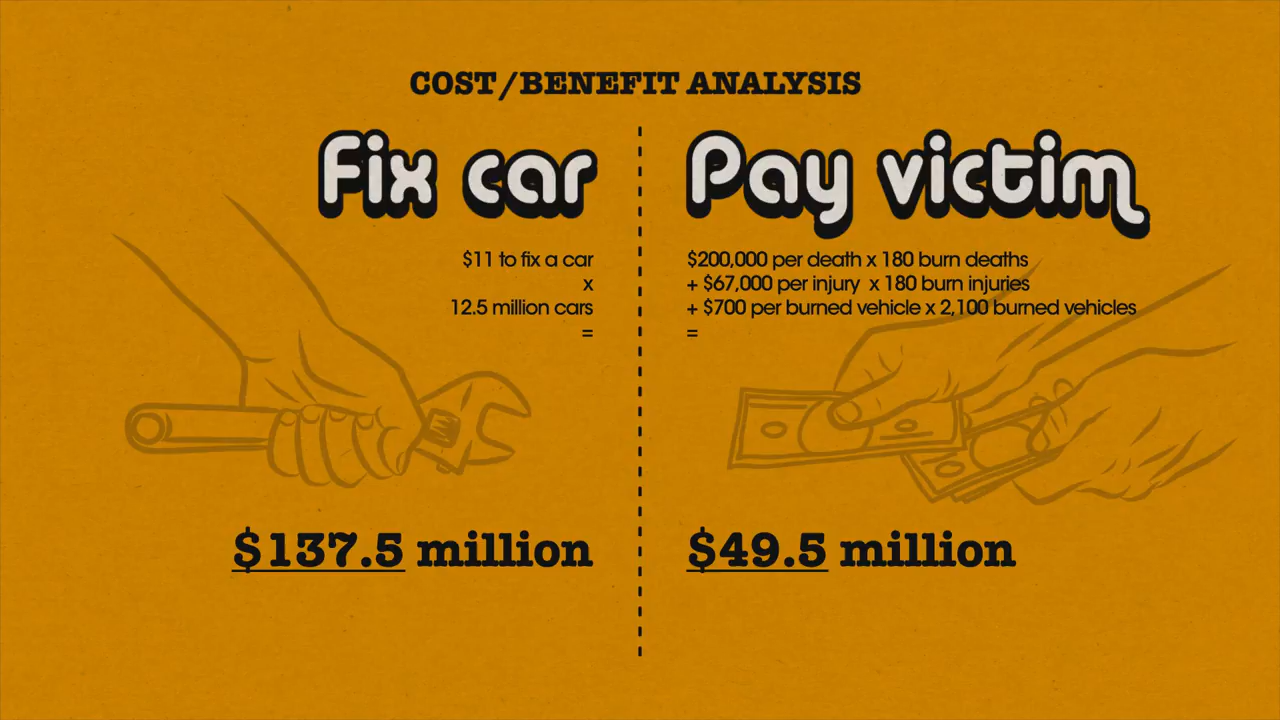 COST/BENEFIT ANALYSIS
Fix car
$11 to fix a car
x
12.5 million cars
=
$137.5 million
Pay victim
$200,000 per death x 180 burn deaths
+ $67,000 per injury x 180 burn injuries
+ $700 per burned vehicle x 2,100 burned vehicles
=
$49.5 million